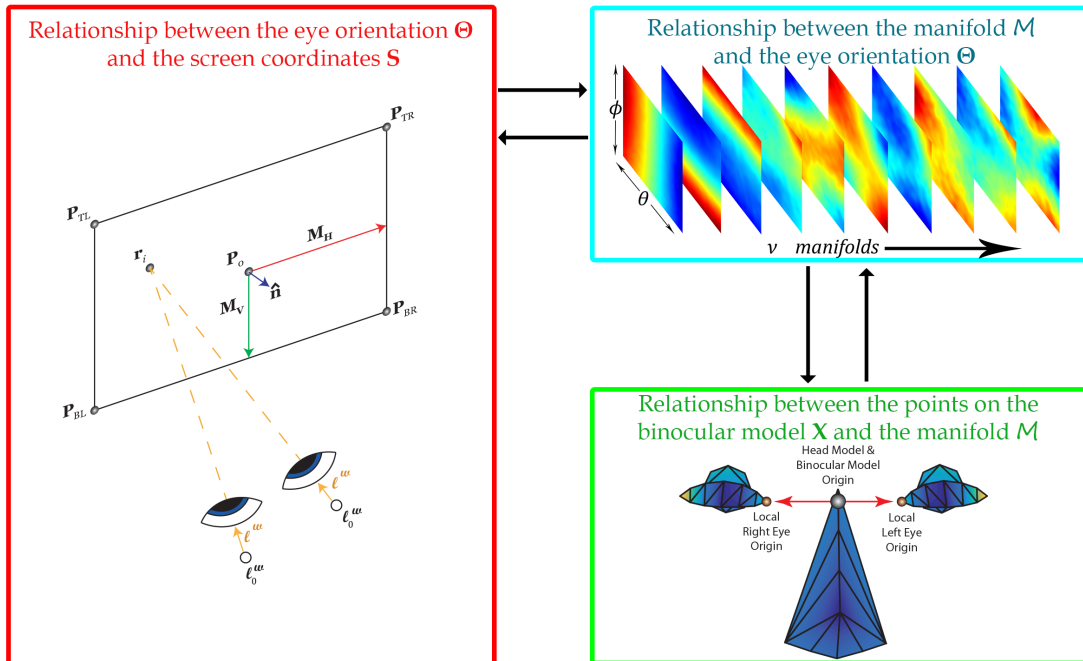 Relationship between the eye orientation Θ
and the screen coordinates S
P_TR
P_TL
r_i
M_H
P_o
n̂
M_V
P_BR
P_BL
ℓ^w
ℓ_0^w
ℓ^w
ℓ_0^w
Relationship between the manifold M
and the eye orientation Θ
ϕ
θ
v manifolds
Relationship between the points on the
binocular model X and the manifold M
Head Model &
Binocular Model
Origin
Local
Right Eye
Origin
Local
Left Eye
Origin